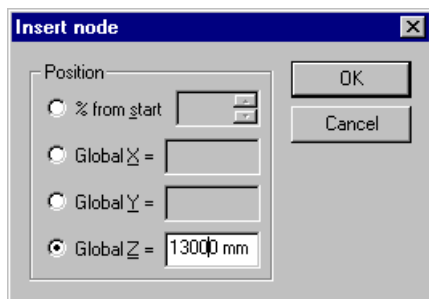 Insert node
Position
% from start
Global X =
Global Y =
Global Z = 13000 mm
OK
Cancel